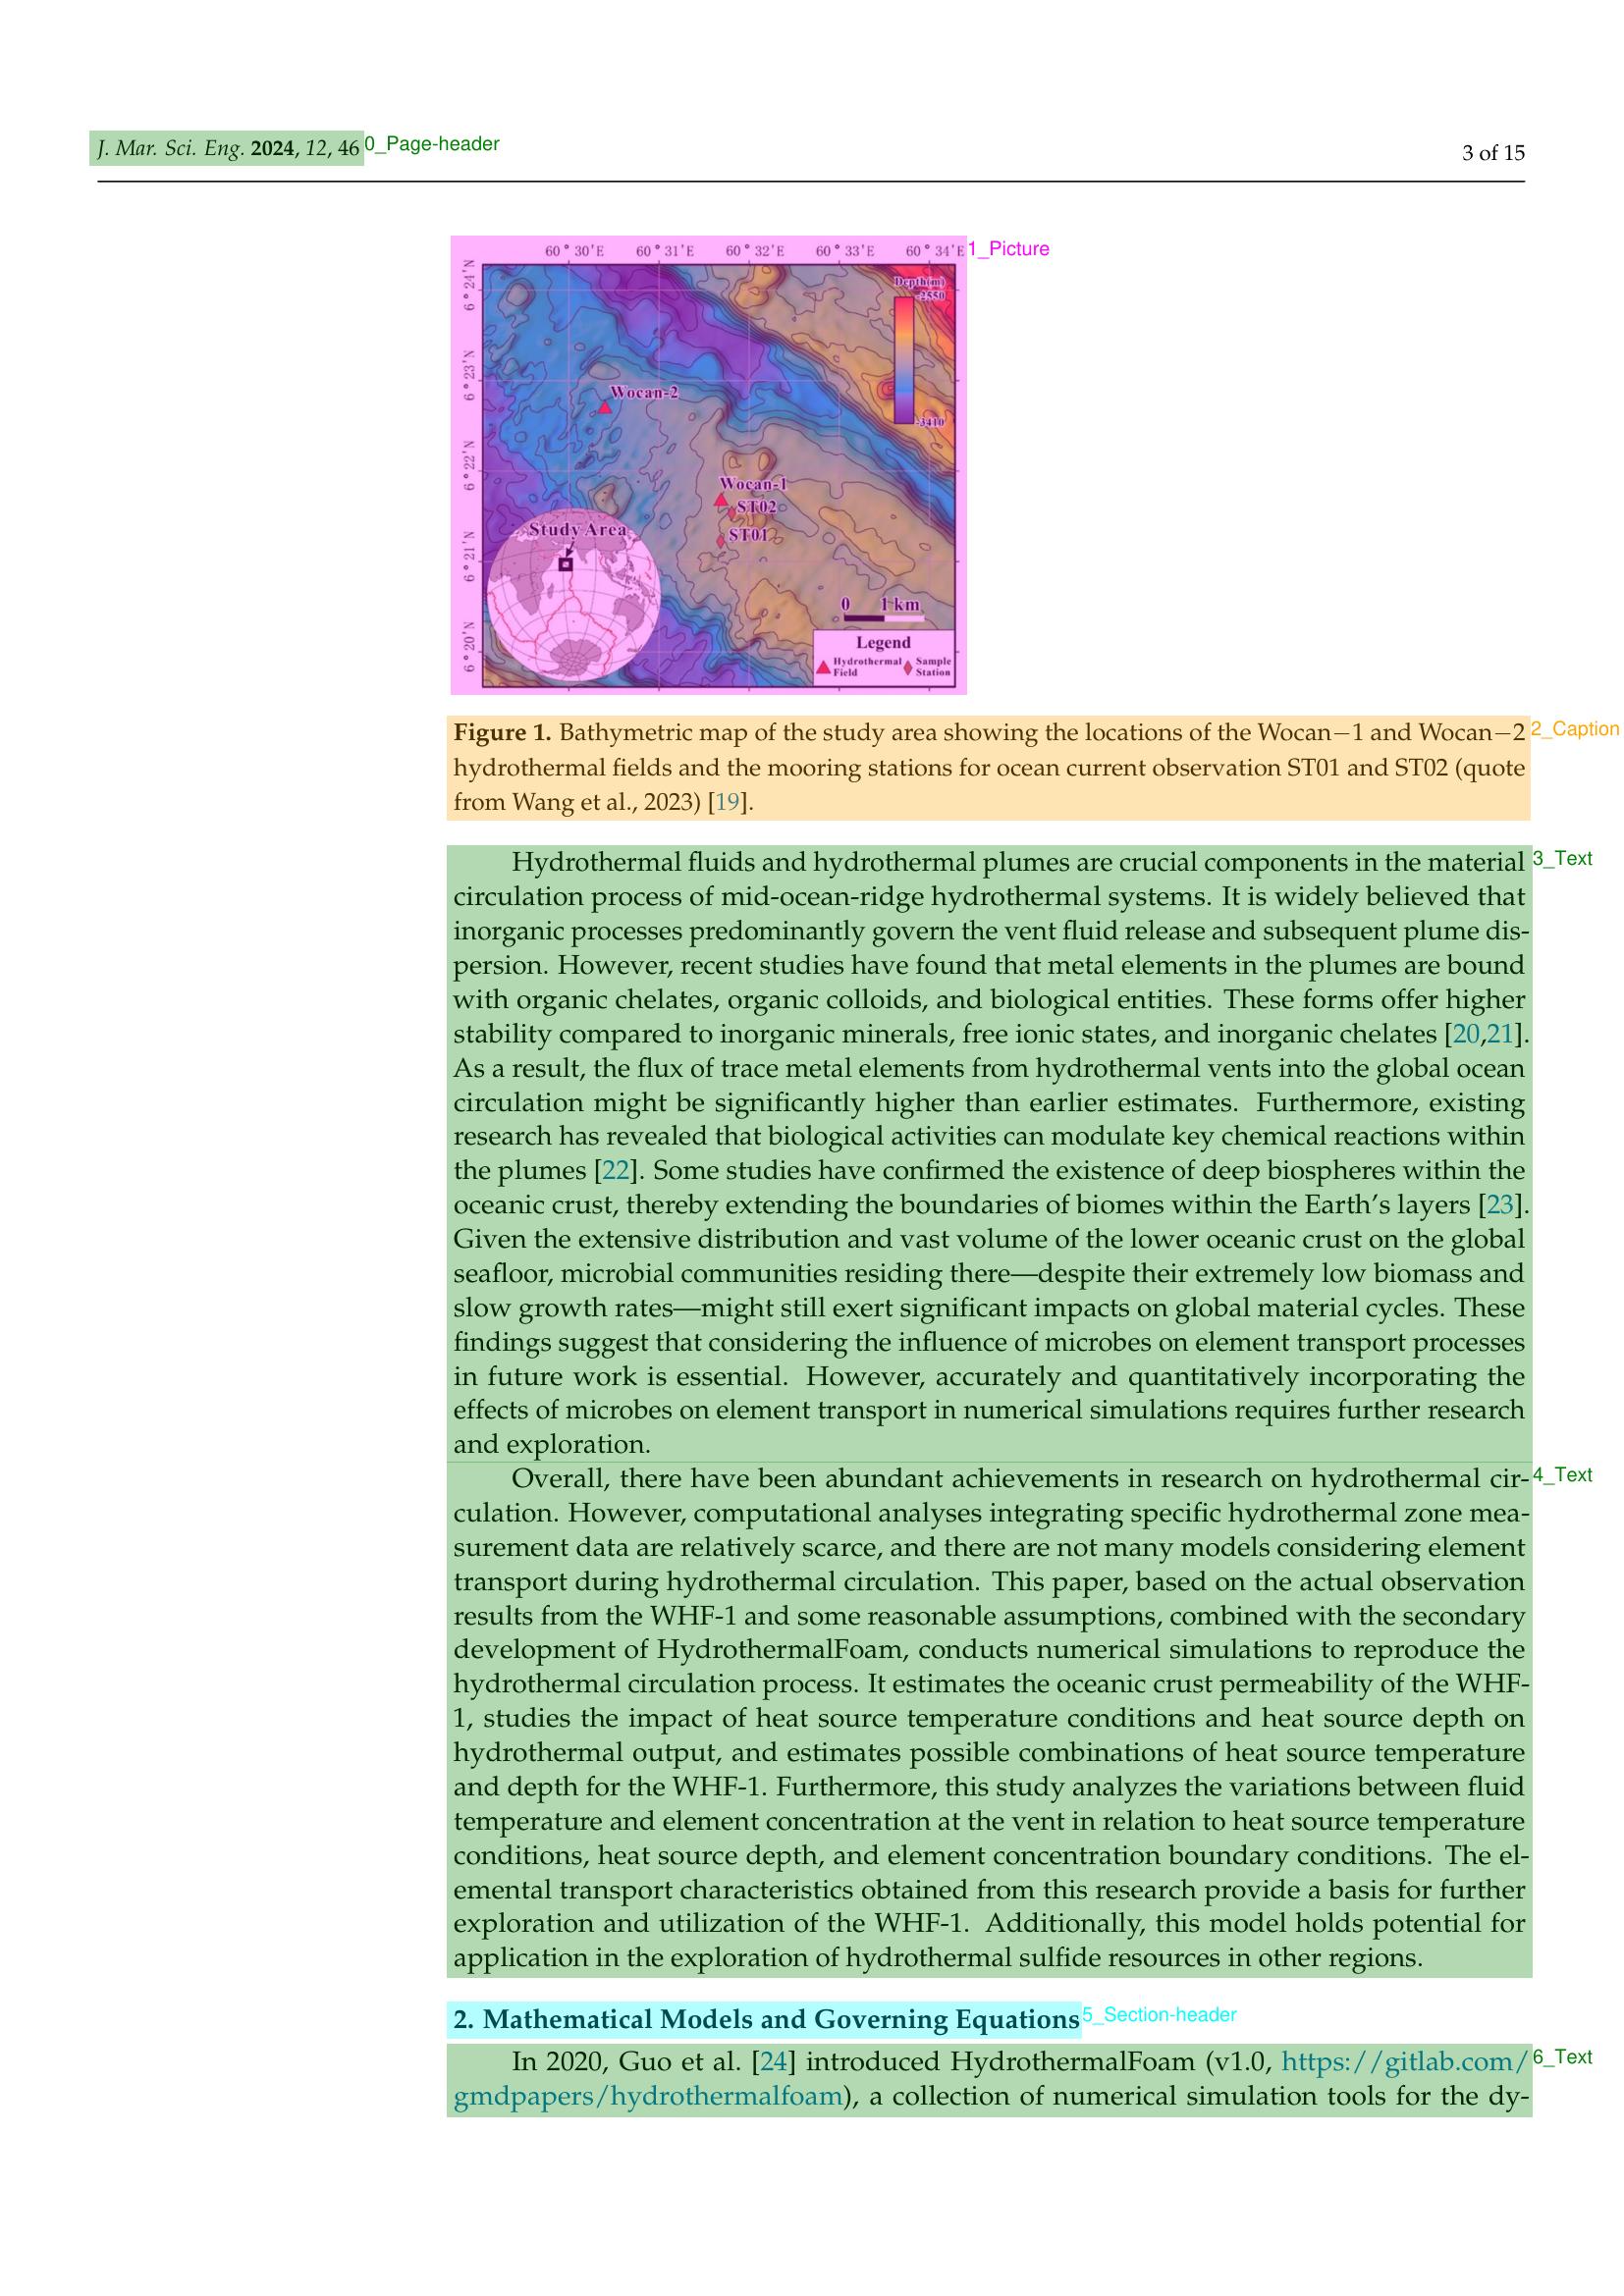 J. Mar. Sci. Eng. 2024, 12, 46 0_Page-header
3 of 15
60°30'E 60°31'E 60°32'E 60°33'E 60°34'E 1_Picture
6°24'N
6°23'N
6°22'N
6°21'N
6°20'N
Depth(m)
-2550
-3410
Wocan-2
Wocan-1
ST02
ST01
Study Area
0 1 km
Legend
Hydrothermal Field
Sample Station
Figure 1. Bathymetric map of the study area showing the locations of the Wocan−1 and Wocan−2 2_Caption
hydrothermal fields and the mooring stations for ocean current observation ST01 and ST02 (quote
from Wang et al., 2023) [19].
Hydrothermal fluids and hydrothermal plumes are crucial components in the material 3_Text
circulation process of mid-ocean-ridge hydrothermal systems. It is widely believed that
inorganic processes predominantly govern the vent fluid release and subsequent plume dis-
persion. However, recent studies have found that metal elements in the plumes are bound
with organic chelates, organic colloids, and biological entities. These forms offer higher
stability compared to inorganic minerals, free ionic states, and inorganic chelates [20,21].
As a result, the flux of trace metal elements from hydrothermal vents into the global ocean
circulation might be significantly higher than earlier estimates. Furthermore, existing
research has revealed that biological activities can modulate key chemical reactions within
the plumes [22]. Some studies have confirmed the existence of deep biospheres within the
oceanic crust, thereby extending the boundaries of biomes within the Earth's layers [23].
Given the extensive distribution and vast volume of the lower oceanic crust on the global
seafloor, microbial communities residing there—despite their extremely low biomass and
slow growth rates—might still exert significant impacts on global material cycles. These
findings suggest that considering the influence of microbes on element transport processes
in future work is essential. However, accurately and quantitatively incorporating the
effects of microbes on element transport in numerical simulations requires further research
and exploration.
Overall, there have been abundant achievements in research on hydrothermal cir- 4_Text
culation. However, computational analyses integrating specific hydrothermal zone mea-
surement data are relatively scarce, and there are not many models considering element
transport during hydrothermal circulation. This paper, based on the actual observation
results from the WHF-1 and some reasonable assumptions, combined with the secondary
development of HydrothermalFoam, conducts numerical simulations to reproduce the
hydrothermal circulation process. It estimates the oceanic crust permeability of the WHF-
1, studies the impact of heat source temperature conditions and heat source depth on
hydrothermal output, and estimates possible combinations of heat source temperature
and depth for the WHF-1. Furthermore, this study analyzes the variations between fluid
temperature and element concentration at the vent in relation to heat source temperature
conditions, heat source depth, and element concentration boundary conditions. The el-
emental transport characteristics obtained from this research provide a basis for further
exploration and utilization of the WHF-1. Additionally, this model holds potential for
application in the exploration of hydrothermal sulfide resources in other regions.
2. Mathematical Models and Governing Equations 5_Section-header
In 2020, Guo et al. [24] introduced HydrothermalFoam (v1.0, https://gitlab.com/ 6_Text
gmdpapers/hydrothermalfoam), a collection of numerical simulation tools for the dy-